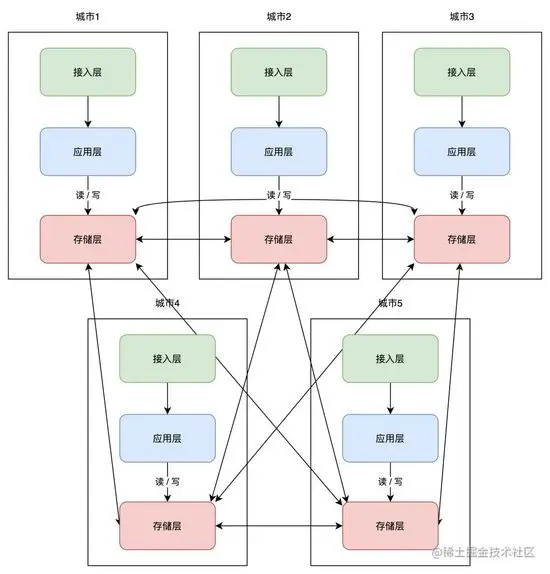 城市1
城市2
城市3
接入层
接入层
接入层
应用层
应用层
应用层
读 / 写
读 / 写
读 / 写
存储层
存储层
存储层
城市4
城市5
接入层
接入层
应用层
应用层
读 / 写
读 / 写
存储层
存储层
@稀土掘金技术社区